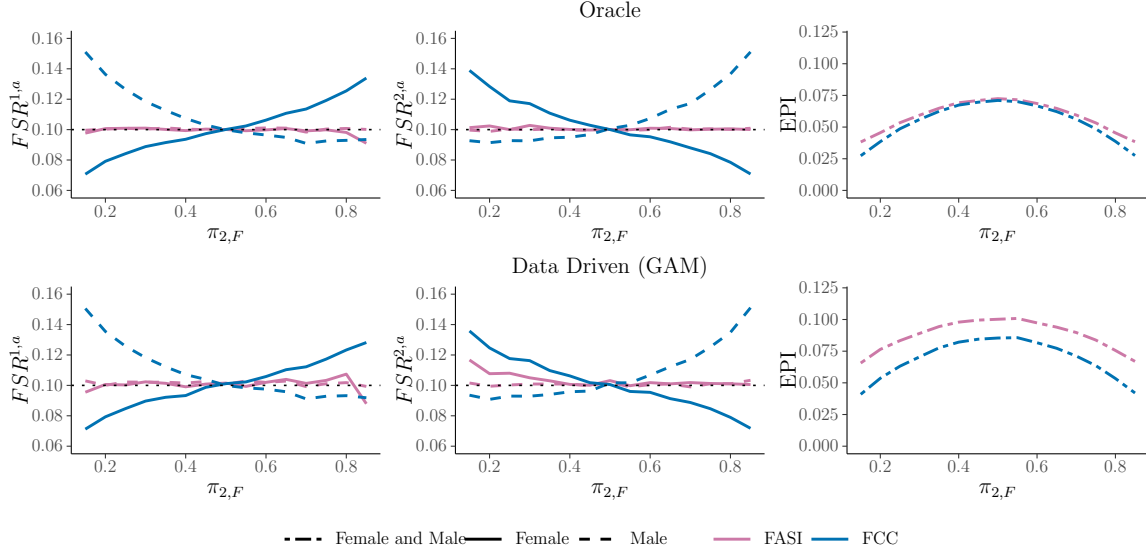 Oracle
FSR^{1,a}
0.16
0.14
0.12
0.10
0.08
0.06
0.2 0.4 0.6 0.8
π_{2,F}
FSR^{2,a}
0.16
0.14
0.12
0.10
0.08
0.06
0.2 0.4 0.6 0.8
π_{2,F}
EPI
0.125
0.100
0.075
0.050
0.025
0.000
0.2 0.4 0.6 0.8
π_{2,F}
Data Driven (GAM)
FSR^{1,a}
0.16
0.14
0.12
0.10
0.08
0.06
0.2 0.4 0.6 0.8
π_{2,F}
FSR^{2,a}
0.16
0.14
0.12
0.10
0.08
0.06
0.2 0.4 0.6 0.8
π_{2,F}
EPI
0.125
0.100
0.075
0.050
0.025
0.000
0.2 0.4 0.6 0.8
π_{2,F}
Female and Male Female Male FASI FCC